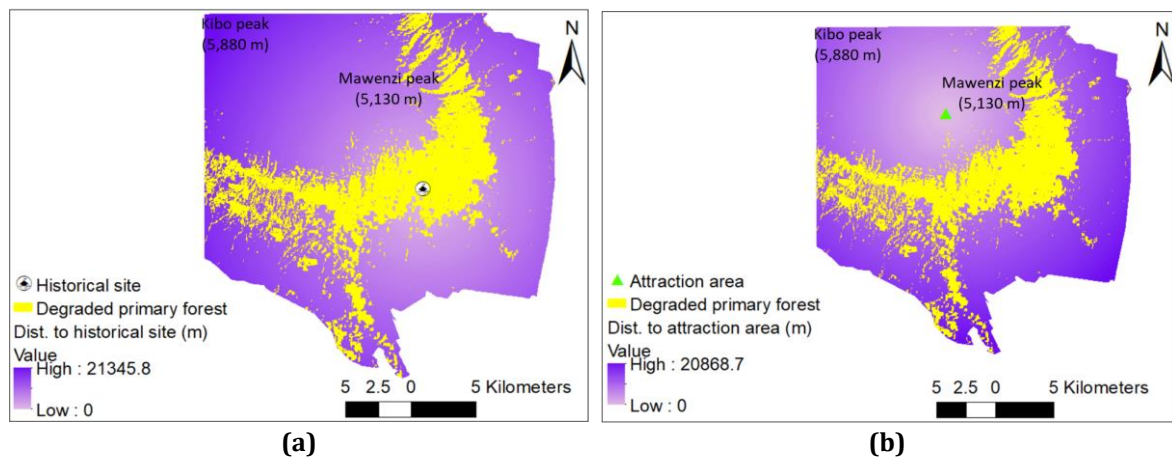 Kibo peak
(5,880 m)
N
Mawenzi peak
(5,130 m)
Historical site
Degraded primary forest
Dist. to historical site (m)
Value
High : 21345.8
Low : 0
5 2.5 0 5 Kilometers
(a)
Kibo peak
(5,880 m)
N
Mawenzi peak
(5,130 m)
Attraction area
Degraded primary forest
Dist. to attraction area (m)
Value
High : 20868.7
Low : 0
5 2.5 0 5 Kilometers
(b)